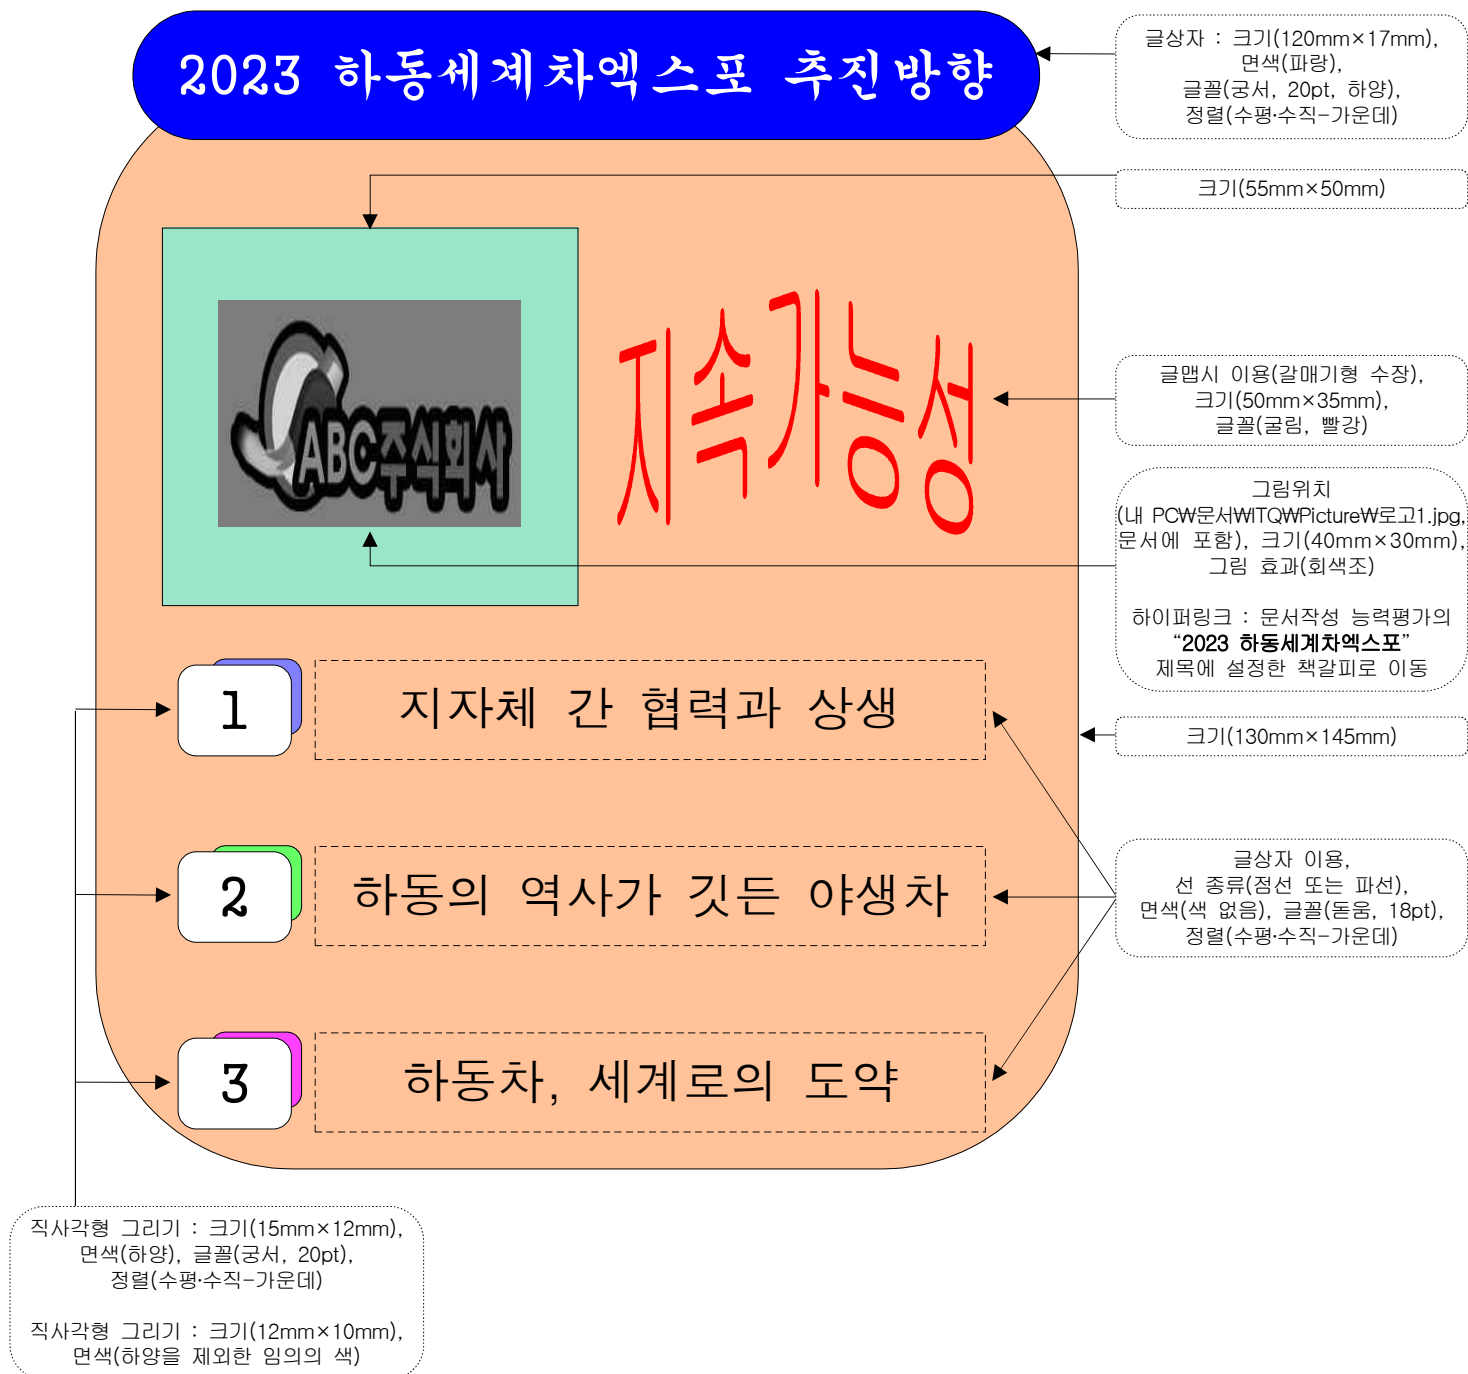 2023 하동세계차엑스포 추진방향
글상자 : 크기(120mm×17mm),
면색(파랑),
글꼴(궁서, 20pt, 하양),
정렬(수평·수직-가운데)
크기(55mm×50mm)
ABC주식회사
지속가능성
글맵시 이용(갈매기형 수장),
크기(50mm×35mm),
글꼴(굴림, 빨강)
그림위치
(내 PC₩문서₩ITQ₩Picture₩로고1.jpg,
문서에 포함), 크기(40mm×30mm),
그림 효과(회색조)
하이퍼링크 : 문서작성 능력평가의
“2023 하동세계차엑스포”
제목에 설정한 책갈피로 이동
1
지자체 간 협력과 상생
크기(130mm×145mm)
2
하동의 역사가 깃든 야생차
글상자 이용,
선 종류(점선 또는 파선),
면색(색 없음), 글꼴(돋움, 18pt),
정렬(수평·수직-가운데)
3
하동차, 세계로의 도약
직사각형 그리기 : 크기(15mm×12mm),
면색(하양), 글꼴(궁서, 20pt),
정렬(수평·수직-가운데)
직사각형 그리기 : 크기(12mm×10mm),
면색(하양을 제외한 임의의 색)